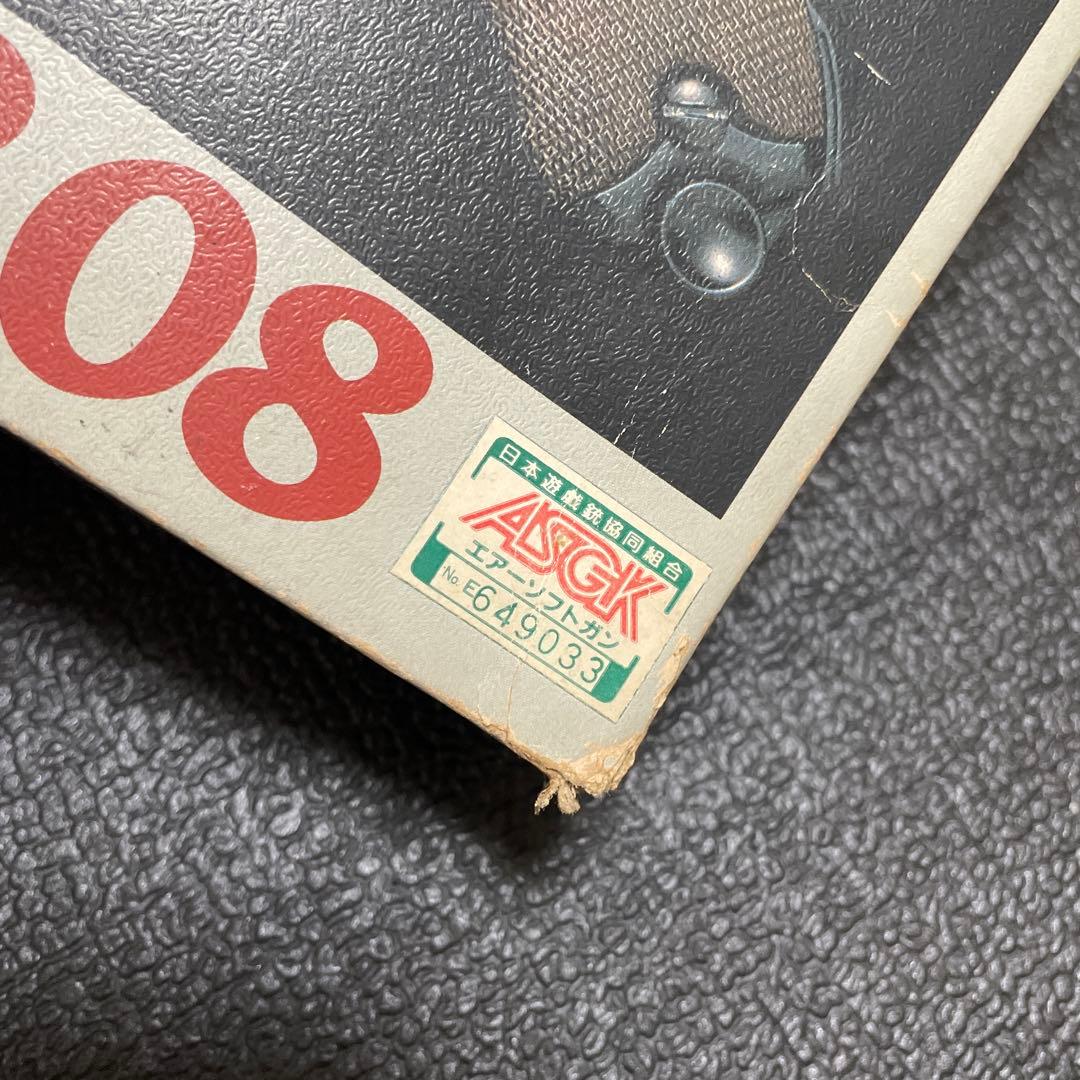 08
日本遊戯銃協同組合
ASGK
エアーソフトガン
No. E649033